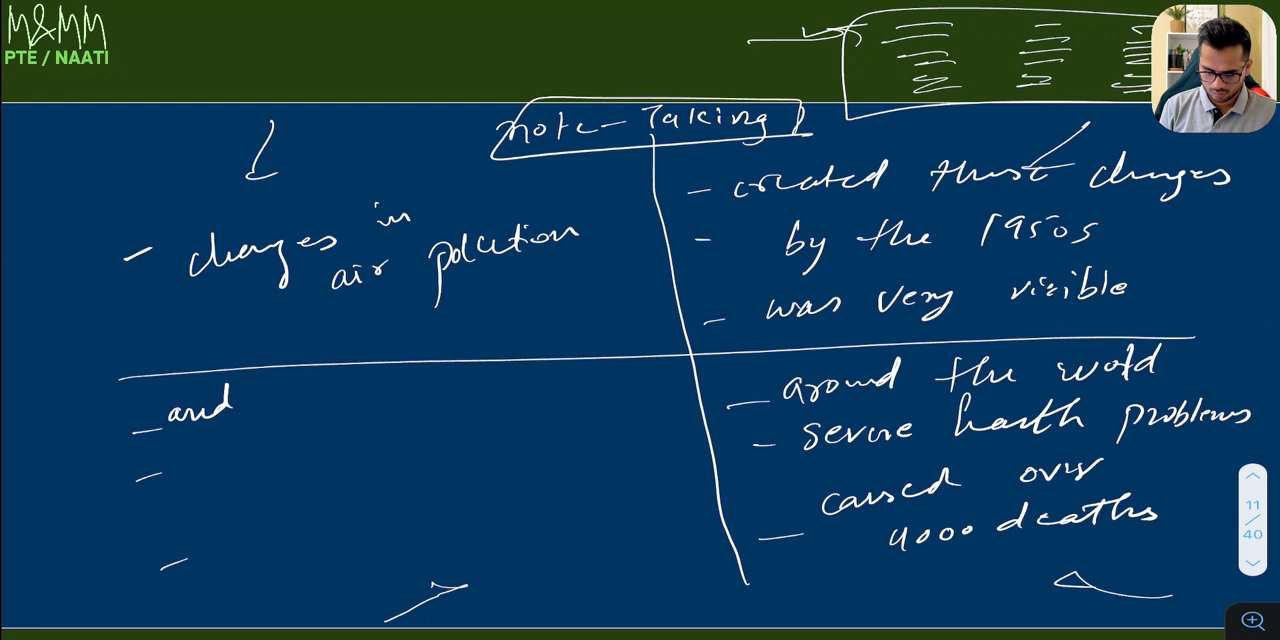 M&MM
PTE / NAATI
note-Taking
- changes in
air pollution
- created these changes
- by the 1950s
- was very visible
- and
-
-
- around the world
- severe health problems
caused over
- 4000 deaths
11
/
40